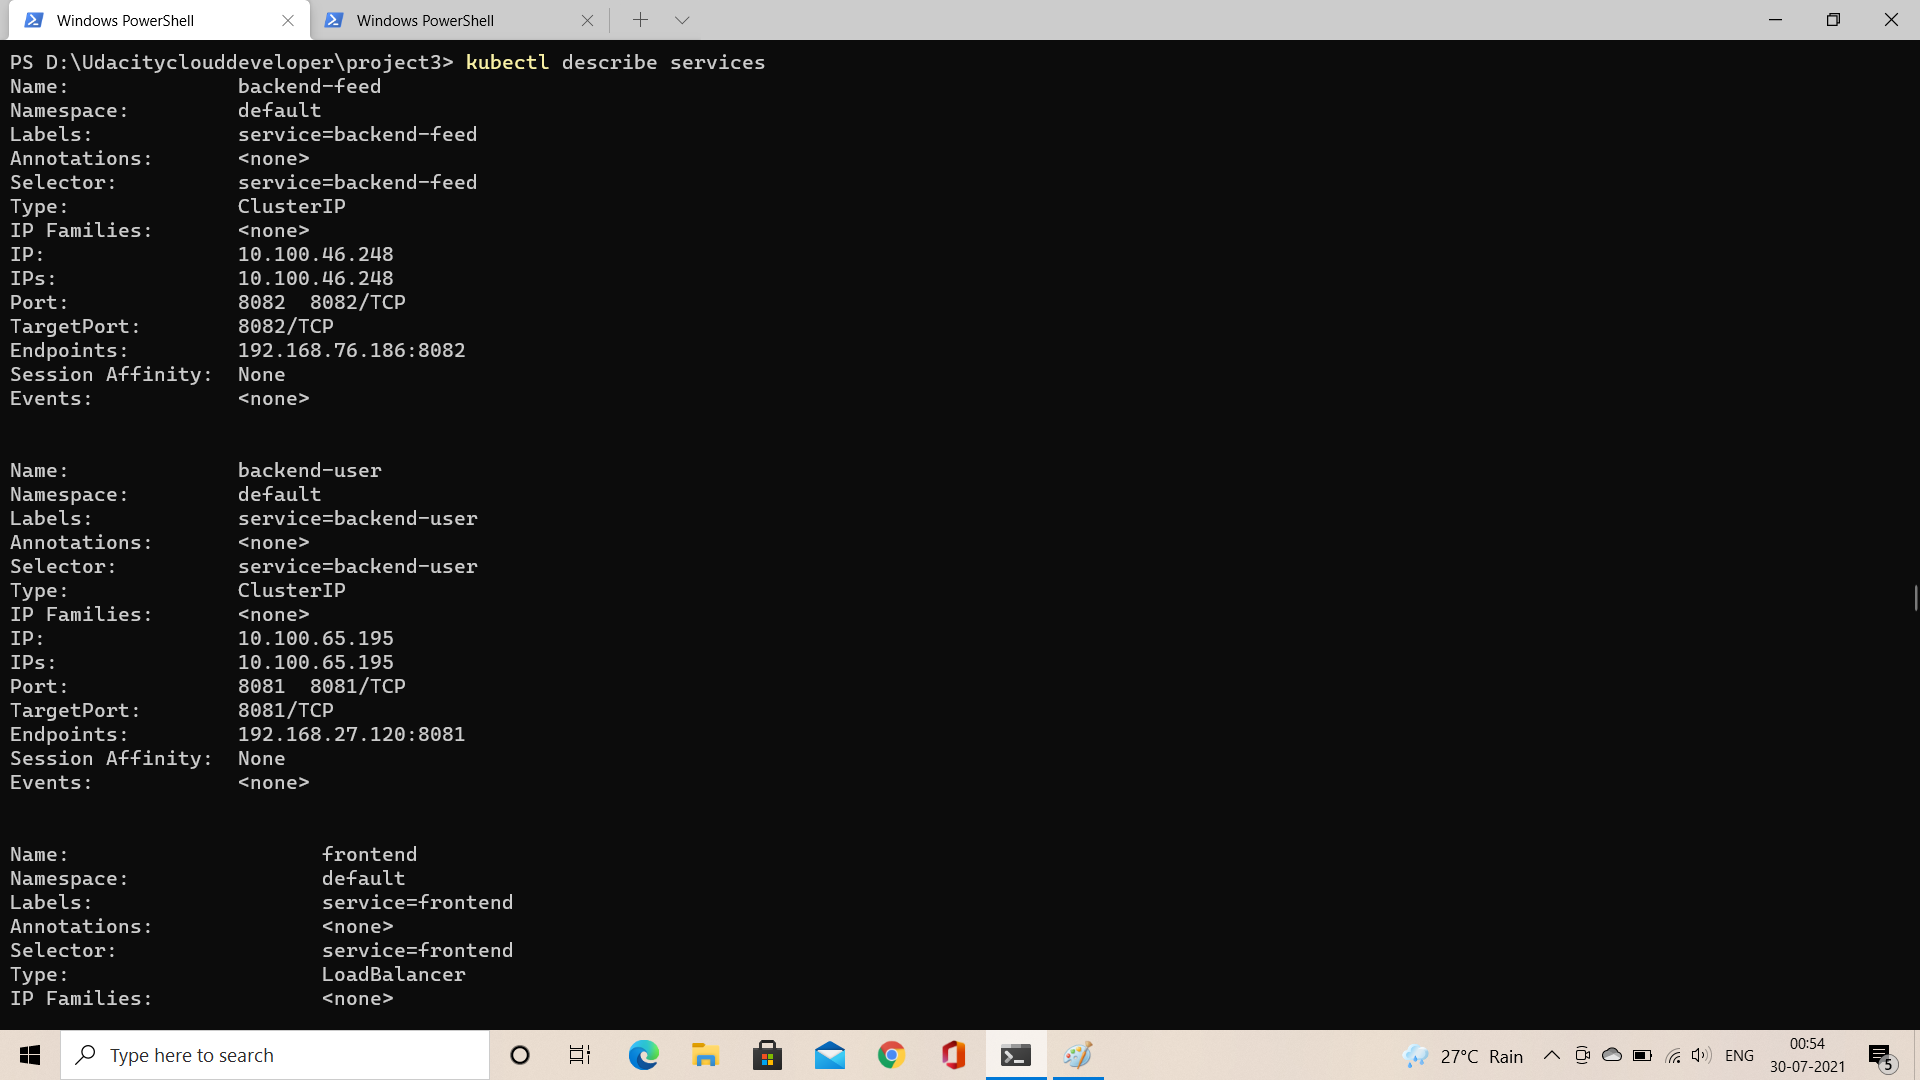 Windows PowerShell
Windows PowerShell
PS D:\Udacityclouddeveloper\project3> kubectl describe services
Name:              backend-feed
Namespace:         default
Labels:            service=backend-feed
Annotations:       <none>
Selector:          service=backend-feed
Type:              ClusterIP
IP Families:       <none>
IP:                10.100.46.248
IPs:               10.100.46.248
Port:              8082  8082/TCP
TargetPort:        8082/TCP
Endpoints:         192.168.76.186:8082
Session Affinity:  None
Events:            <none>
Name:              backend-user
Namespace:         default
Labels:            service=backend-user
Annotations:       <none>
Selector:          service=backend-user
Type:              ClusterIP
IP Families:       <none>
IP:                10.100.65.195
IPs:               10.100.65.195
Port:              8081  8081/TCP
TargetPort:        8081/TCP
Endpoints:         192.168.27.120:8081
Session Affinity:  None
Events:            <none>
Name:                     frontend
Namespace:                default
Labels:                   service=frontend
Annotations:              <none>
Selector:                 service=frontend
Type:                     LoadBalancer
IP Families:              <none>
Type here to search
27°C Rain
ENG
00:54
30-07-2021
5